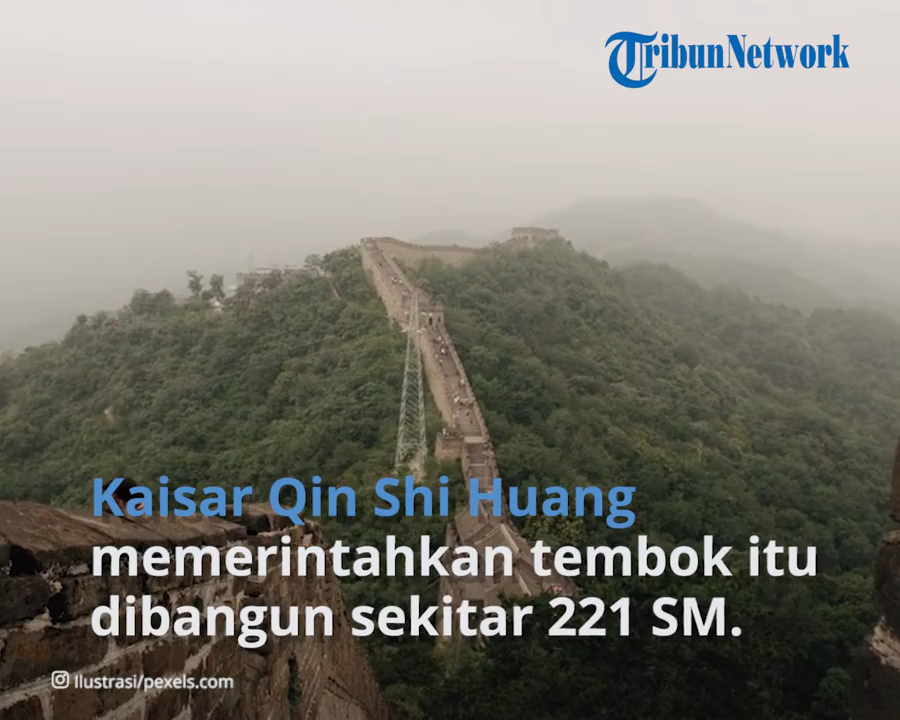 TribunNetwork
Kaisar Qin Shi Huang
memerintahkan tembok itu
dibangun sekitar 221 SM.
Ilustrasi/pexels.com